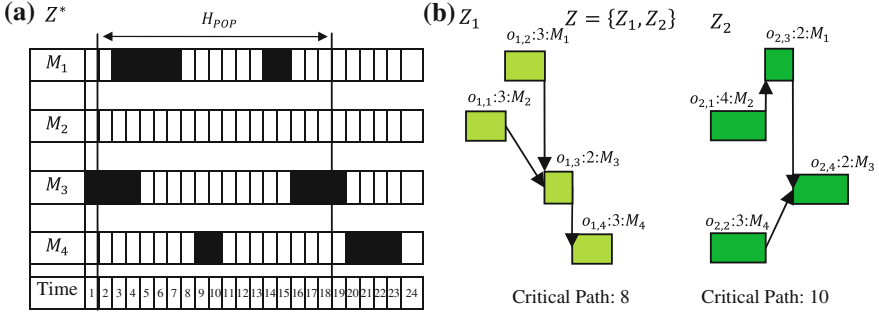 (a) Z*
H_POP
M_1
M_2
M_3
M_4
Time 1 2 3 4 5 6 7 8 9 10 11 12 13 14 15 16 17 18 19 20 21 22 23 24
(b) Z_1 Z = {Z_1, Z_2} Z_2
o_{1,2}:3:M_1
o_{1,1}:3:M_2
o_{1,3}:2:M_3
o_{1,4}:3:M_4
Critical Path: 8
o_{2,3}:2:M_1
o_{2,1}:4:M_2
o_{2,4}:2:M_3
o_{2,2}:3:M_4
Critical Path: 10